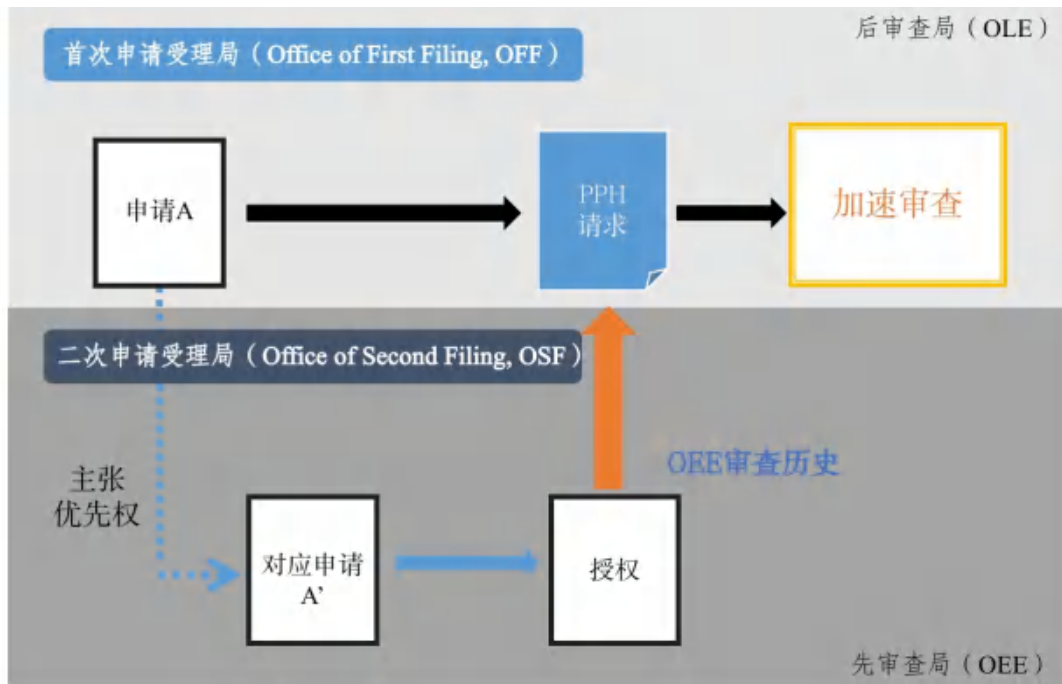 后审查局（OLE）
首次申请受理局（Office of First Filing, OFF）
申请A
PPH
请求
加速审查
二次申请受理局（Office of Second Filing, OSF）
主张
优先权
OEE审查历史
对应申请
A’
授权
先审查局（OEE）